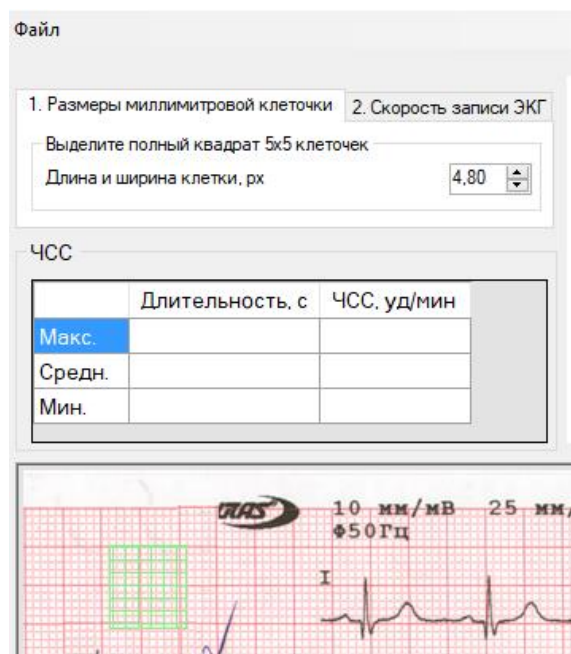 Файл
1. Размеры миллимитровой клеточки
2. Скорость записи ЭКГ
Выделите полный квадрат 5x5 клеточек
Длина и ширина клетки, px
4,80
ЧСС
Длительность, с
ЧСС, уд/мин
Макс.
Средн.
Мин.
10 мм/мВ 25 мм/
Ф50Гц
I